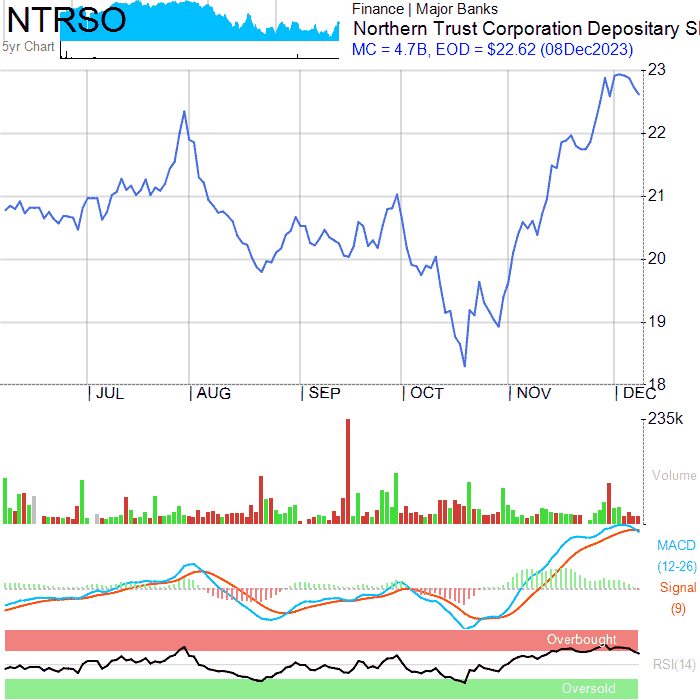 NTRSO
5yr Chart
Finance | Major Banks
Northern Trust Corporation Depositary S
MC = 4.7B, EOD = $22.62 (08Dec2023)
23
22
21
20
19
18
JUL AUG SEP OCT NOV DEC
235k
Volume
MACD
(12-26)
Signal
(9)
Overbought
RSI(14)
Oversold